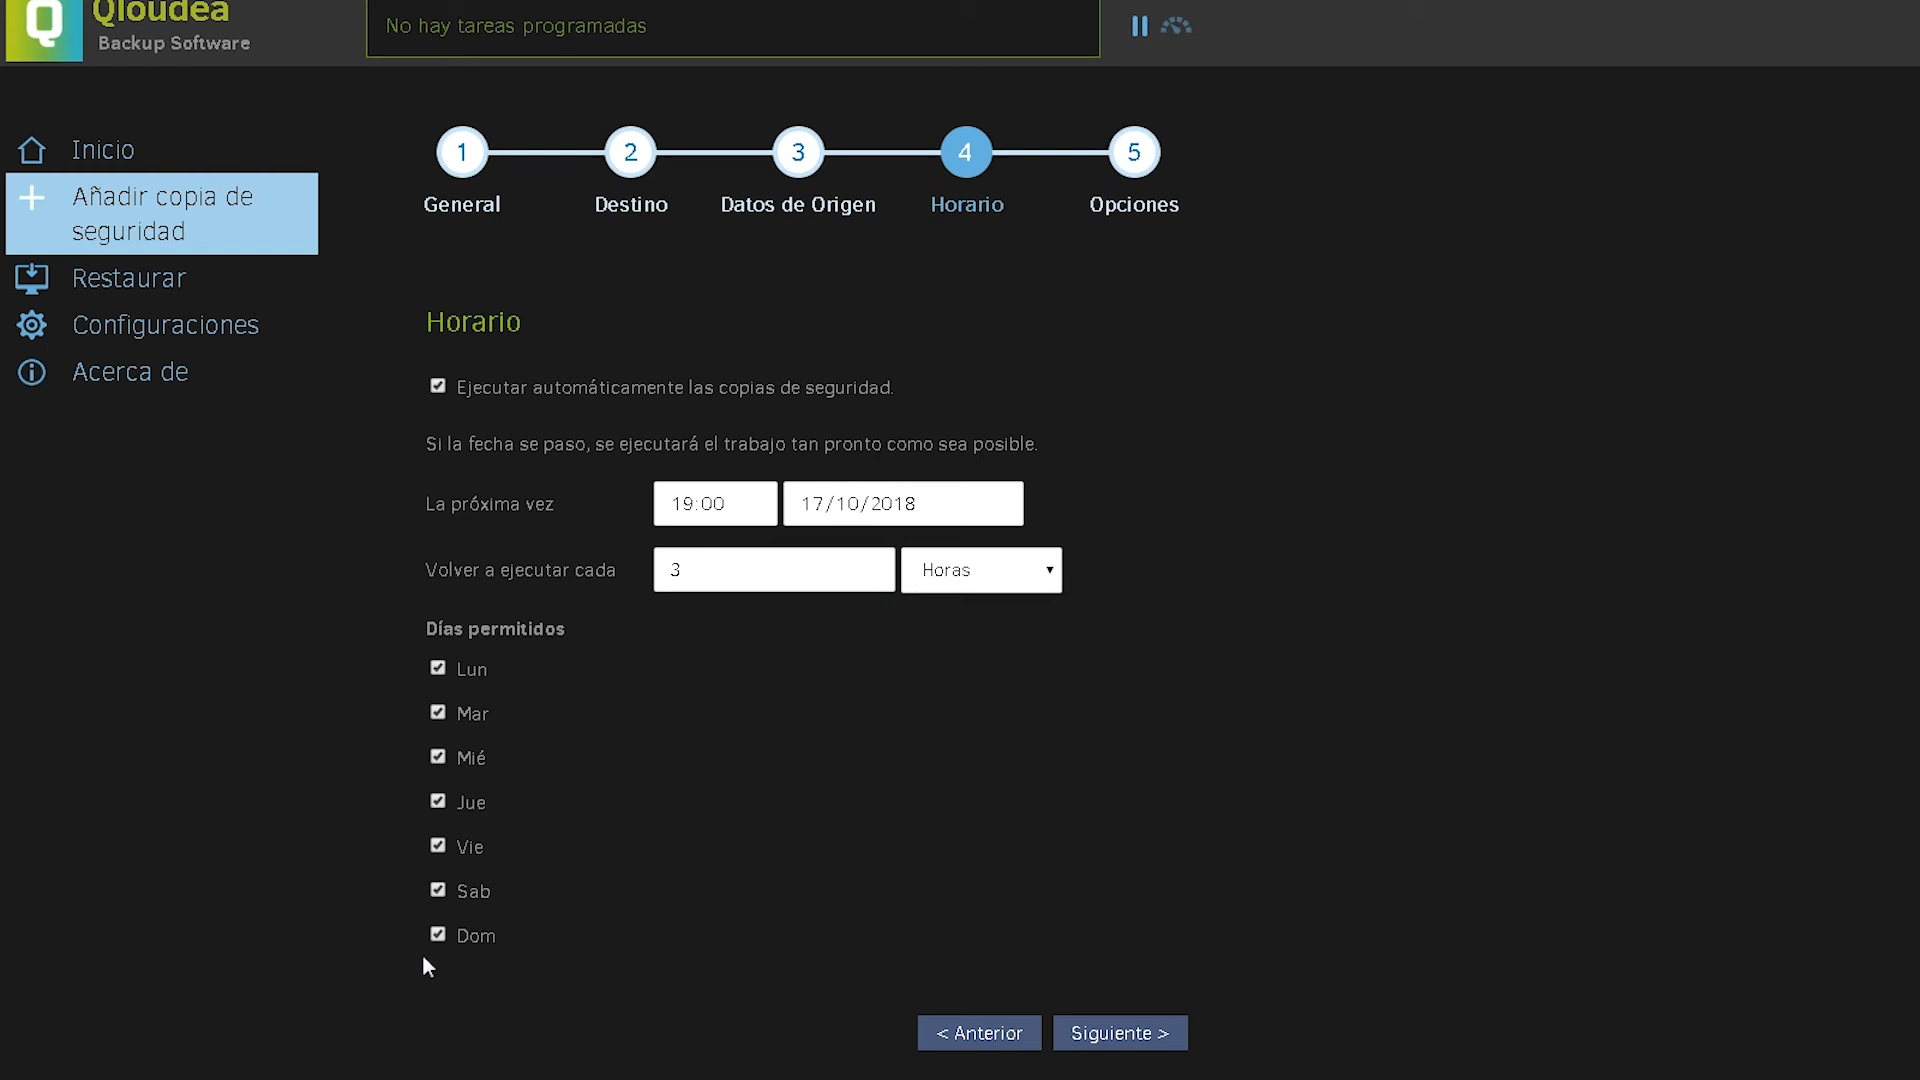 Q Qloudea
Backup Software
No hay tareas programadas
Inicio
Añadir copia de
seguridad
Restaurar
Configuraciones
Acerca de
1 2 3 4 5
General Destino Datos de Origen Horario Opciones
Horario
Ejecutar automáticamente las copias de seguridad.
Si la fecha se paso, se ejecutará el trabajo tan pronto como sea posible.
La próxima vez 19:00 17/10/2018
Volver a ejecutar cada 3 Horas
Días permitidos
Lun
Mar
Mié
Jue
Vie
Sab
Dom
< Anterior Siguiente >